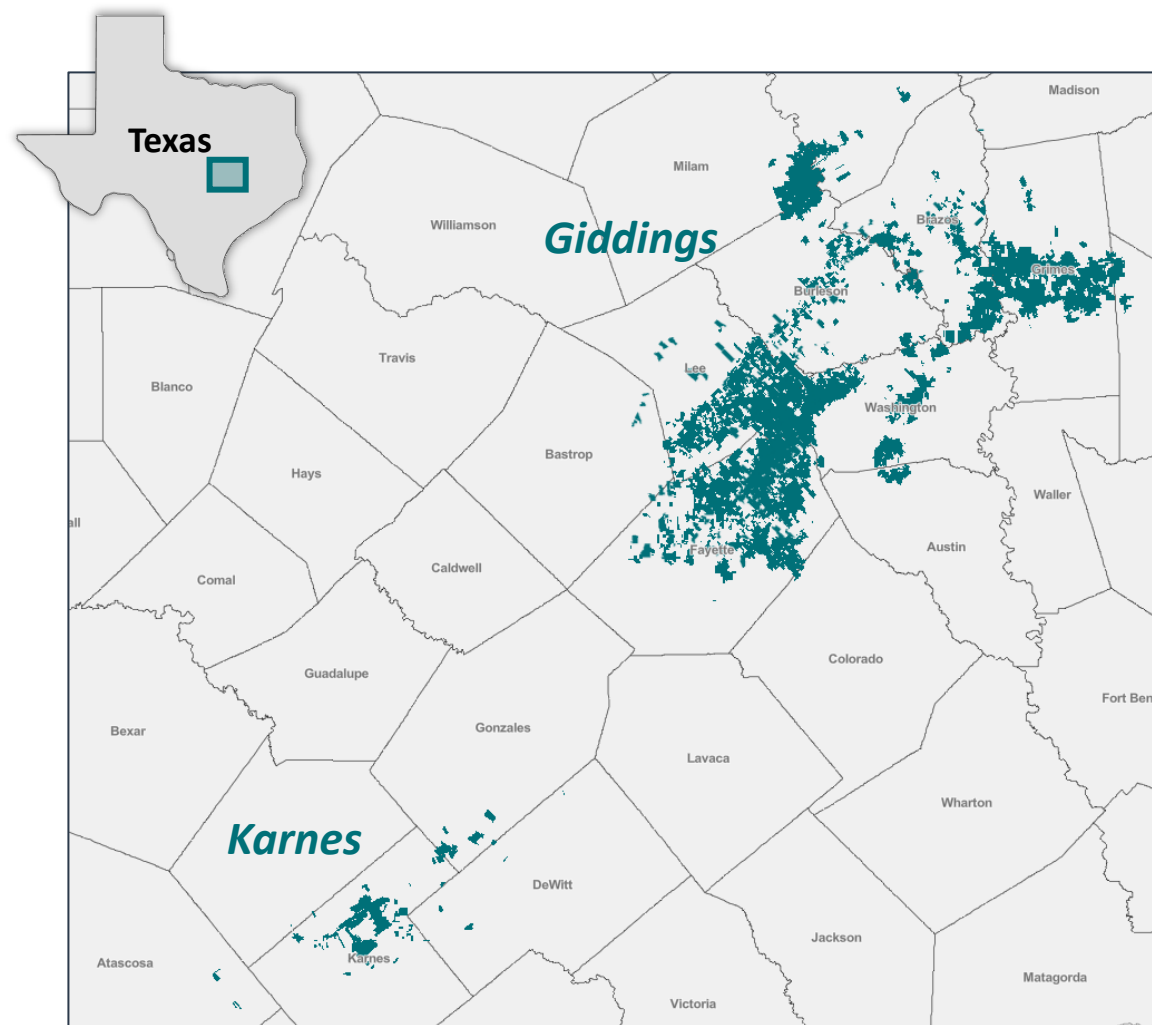 Texas
Madison
Milam
Brazos
Williamson
Giddings
Grimes
Burleson
Travis
Lee
Blanco
Washington
Bastrop
Hays
Waller
all
Fayette
Austin
Caldwell
Comal
Colorado
Guadalupe
Fort Ben
Gonzales
Bexar
Lavaca
Wharton
Karnes
DeWitt
Jackson
Karnes
Atascosa
Matagorda
Victoria